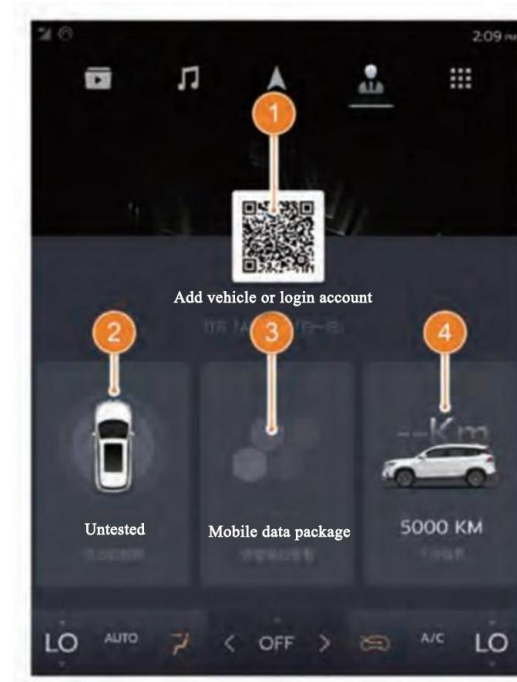 2:09 PM
1
Add vehicle or login account
2
3
4
--Km
Untested
Mobile data package
5000 KM
LO
AUTO
< OFF >
A/C
LO